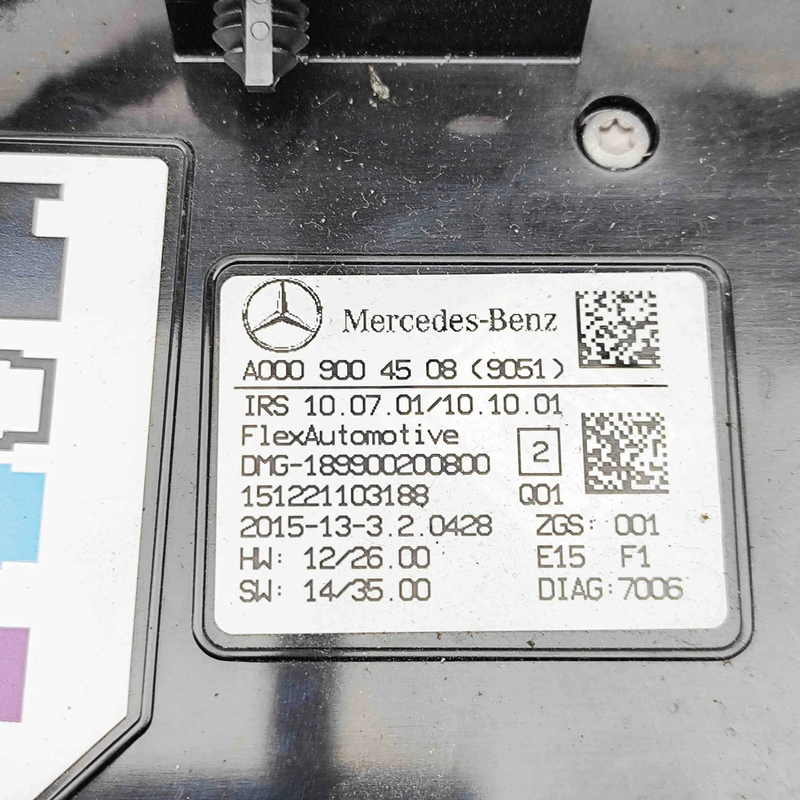 Mercedes-Benz
A000 900 45 08 (9051)
IRS 10.07.01/10.10.01
FlexAutomotive
DMG-189900200800 2
151221103188 Q01
2015-13-3.2.0428 ZGS: 001
HW: 12/26.00 E15 F1
SW: 14/35.00 DIAG:7006